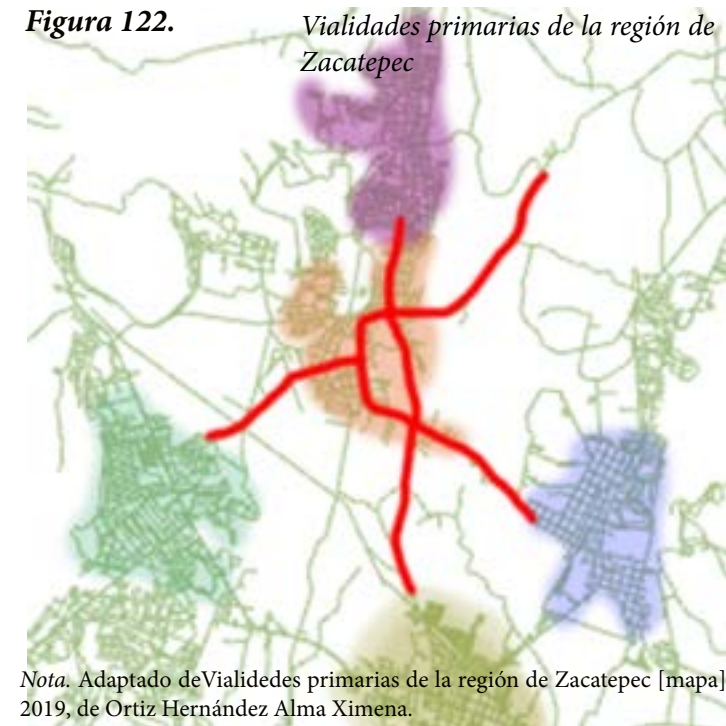 Figura 122.
Vialidades primarias de la región de
Zacatepec
Nota. Adaptado deVialidedes primarias de la región de Zacatepec [mapa]
2019, de Ortiz Hernández Alma Ximena.